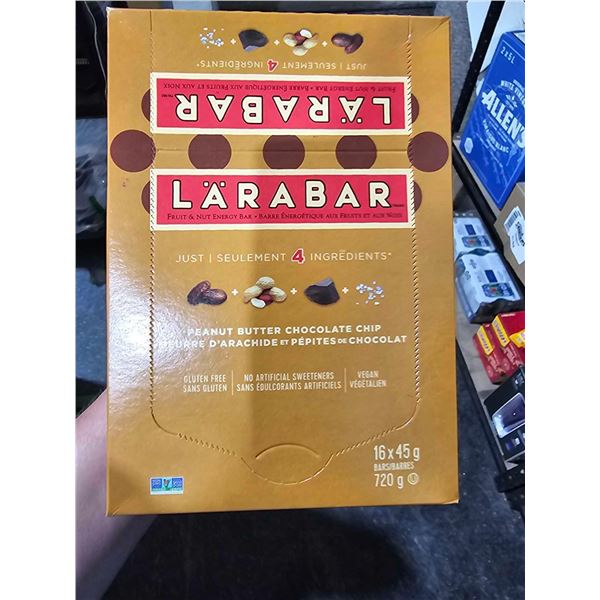 JUST | SEULEMENT 4 INGRÉDIENTS*
FRUIT & NUT ENERGY BAR • BARRE ÉNERGÉTIQUE AUX FRUITS ET AUX NOIX
LÄRABAR
LÄRABAR
FRUIT & NUT ENERGY BAR • BARRE ÉNERGÉTIQUE AUX FRUITS ET AUX NOIX
JUST | SEULEMENT 4 INGRÉDIENTS*
PEANUT BUTTER CHOCOLATE CHIP
BEURRE D'ARACHIDE ET PÉPITES DE CHOCOLAT
GLUTEN FREE
SANS GLUTEN
NO ARTIFICIAL SWEETENERS
SANS ÉDULCORANTS ARTIFICIELS
VEGAN
VÉGÉTALIEN
16 x 45 g
BARS/BARRES
720 g
2 x 5L
ALLEN'S